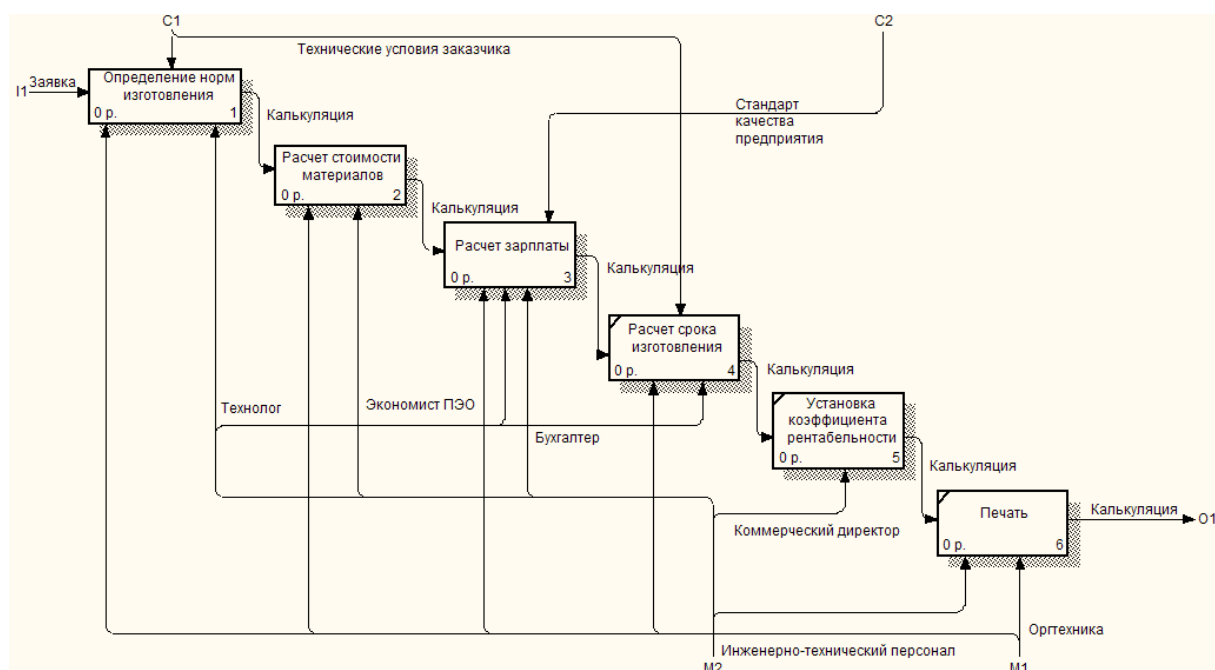 C1
C2
Технические условия заказчика
I1
Заявка
Определение норм
изготовления
0 р.
1
Калькуляция
Стандарт
качества
предприятия
Расчет стоимости
материалов
0 р.
2
Калькуляция
Расчет зарплаты
0 р.
3
Калькуляция
Расчет срока
изготовления
0 р.
4
Калькуляция
Технолог
Экономист ПЭО
Бухгалтер
Установка
коэффициента
рентабельности
0 р.
5
Калькуляция
Коммерческий директор
Печать
0 р.
6
Калькуляция
O1
Оргтехника
Инженерно-технический персонал
M2
M1